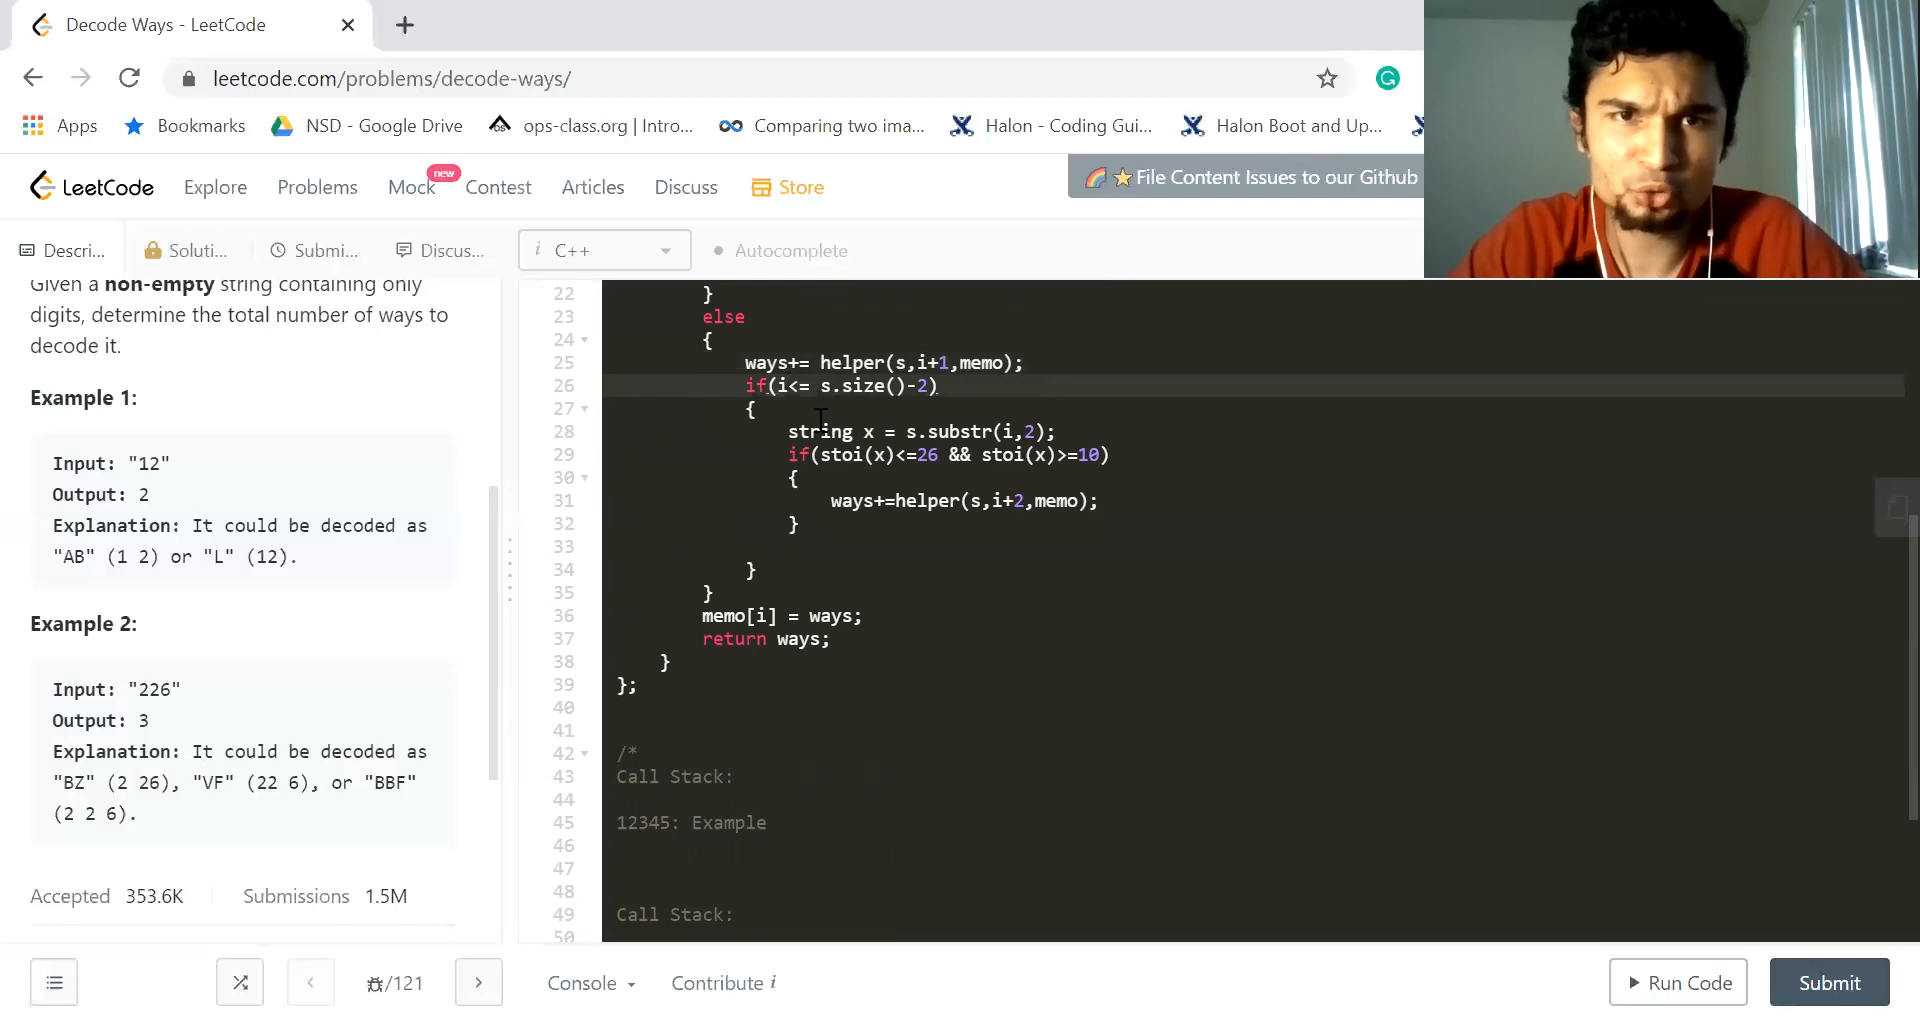 Decode Ways - LeetCode
leetcode.com/problems/decode-ways/
G
Apps Bookmarks NSD - Google Drive ops-class.org | Intro... Comparing two ima... Halon - Coding Gui... Halon Boot and Up...
LeetCode Explore Problems Mock new Contest Articles Discuss Store
File Content Issues to our Github
Descri... Soluti... Submi... Discus... i C++ Autocomplete
Given a non-empty string containing only
digits, determine the total number of ways to
decode it.
Example 1:
Input: "12"
Output: 2
Explanation: It could be decoded as
"AB" (1 2) or "L" (12).
Example 2:
Input: "226"
Output: 3
Explanation: It could be decoded as
"BZ" (2 26), "VF" (22 6), or "BBF"
(2 2 6).
Accepted 353.6K Submissions 1.5M
22 }
23 else
24 {
25 ways+= helper(s,i+1,memo);
26 if(i<= s.size()-2)
27 {
28 string x = s.substr(i,2);
29 if(stoi(x)<=26 && stoi(x)>=10)
30 {
31 ways+=helper(s,i+2,memo);
32 }
33
34 }
35 }
36 memo[i] = ways;
37 return ways;
38 }
39 };
40
41
42 /*
43 Call Stack:
44
45 12345: Example
46
47
48
49 Call Stack:
50
/121
Console Contribute i
Run Code Submit